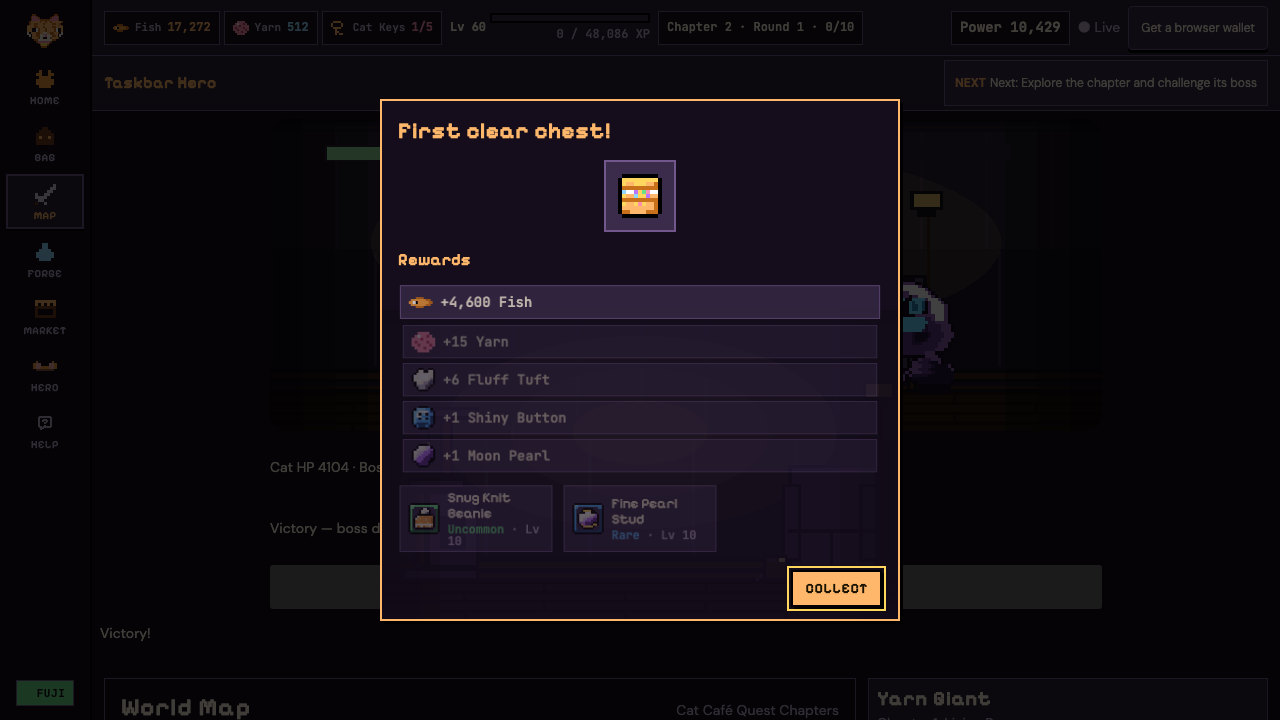 Fish 17,272
Yarn 512
Cat Keys 1/5
Lv 60
0 / 48,086 XP
Chapter 2 · Round 1 · 0/10
Power 10,429
Live
Get a browser wallet
Taskbar Hero
NEXT Next: Explore the chapter and challenge its boss
HOME
BAG
MAP
FORGE
MARKET
HERO
HELP
FUJI
First clear chest!
Rewards
+4,600 Fish
+15 Yarn
+6 Fluff Tuft
+1 Shiny Button
+1 Moon Pearl
Snug Knit
Beanie
Uncommon · Lv
10
Fine Pearl
Stud
Rare · Lv 10
COLLECT
Cat HP 4104 · Bos
Victory — boss d
Victory!
World Map
Cat Café Quest Chapters
Yarn Giant